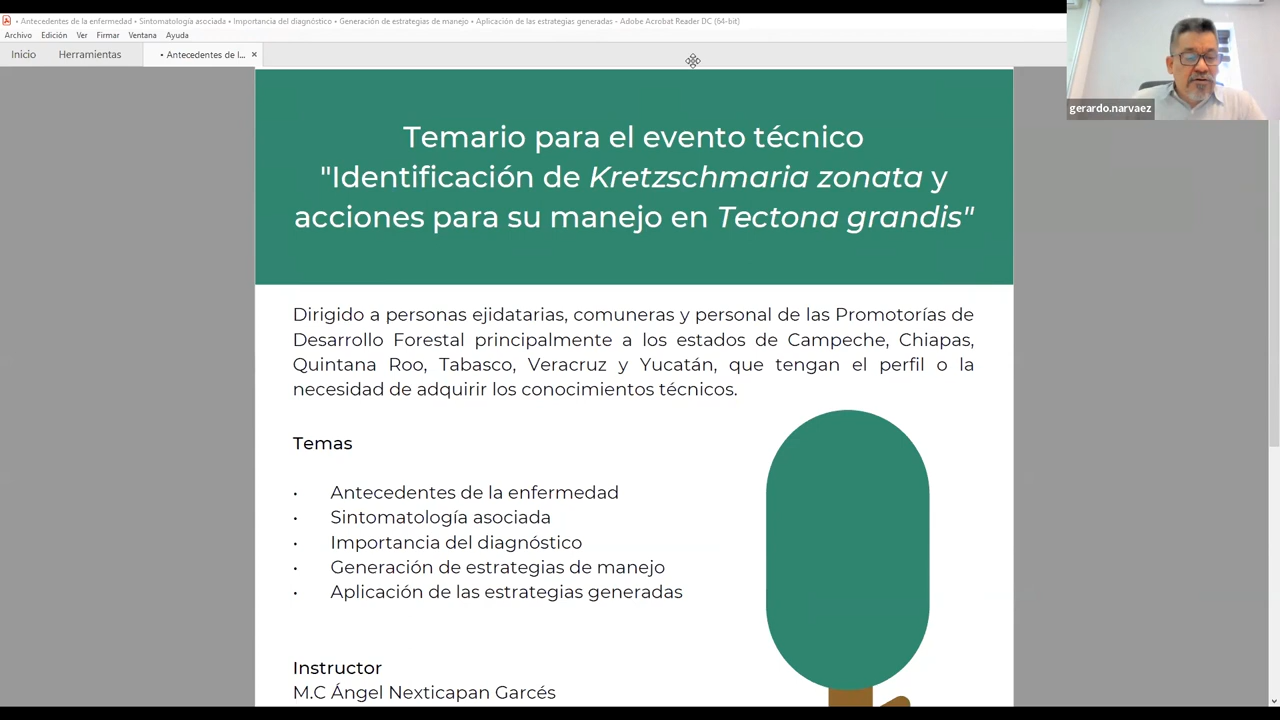 • Antecedentes de la enfermedad • Sintomatología asociada • Importancia del diagnóstico • Generación de estrategias de manejo • Aplicación de las estrategias generadas - Adobe Acrobat Reader DC (64-bit)
Archivo Edición Ver Firmar Ventana Ayuda
Inicio Herramientas • Antecedentes de l... ×
gerardo.narvaez
Temario para el evento técnico
"Identificación de Kretzschmaria zonata y
acciones para su manejo en Tectona grandis"
Dirigido a personas ejidatarias, comuneras y personal de las Promotorías de
Desarrollo Forestal principalmente a los estados de Campeche, Chiapas,
Quintana Roo, Tabasco, Veracruz y Yucatán, que tengan el perfil o la
necesidad de adquirir los conocimientos técnicos.
Temas
• Antecedentes de la enfermedad
• Sintomatología asociada
• Importancia del diagnóstico
• Generación de estrategias de manejo
• Aplicación de las estrategias generadas
Instructor
M.C Ángel Nexticapan Garcés